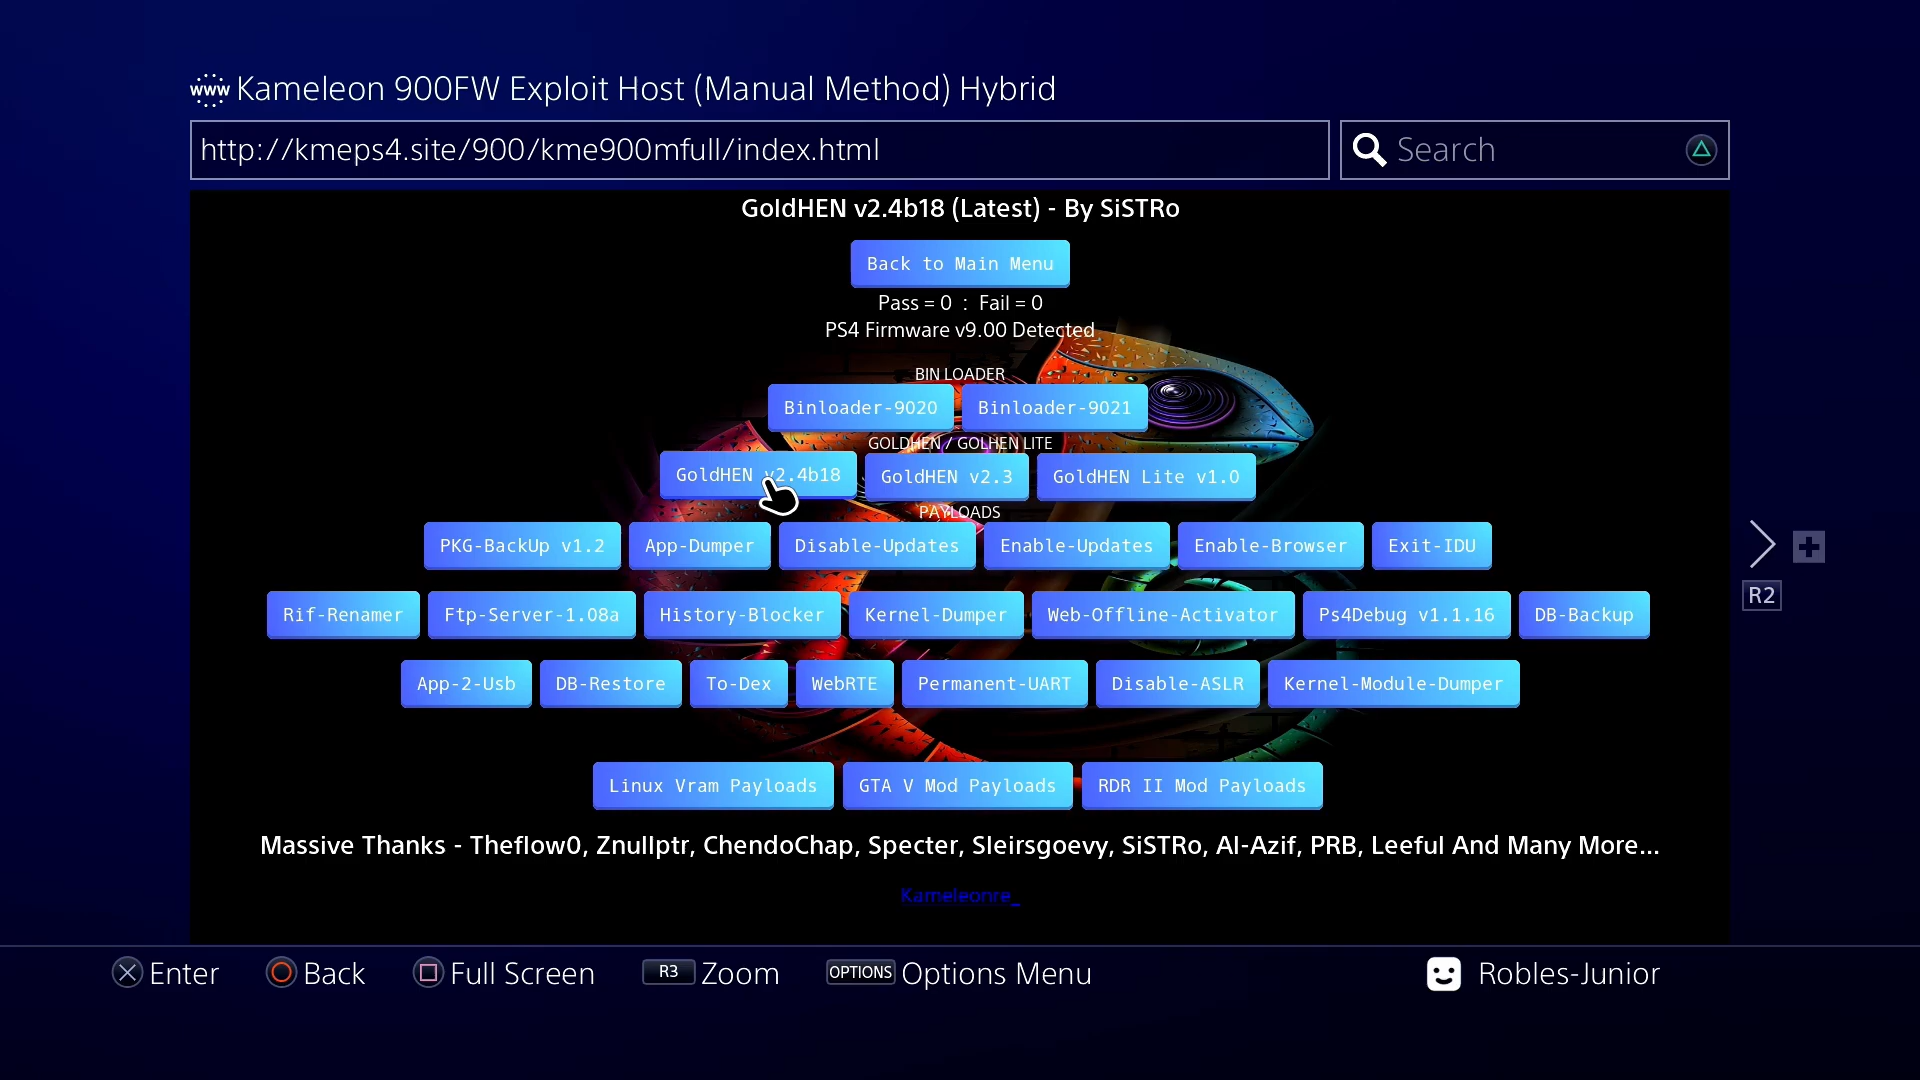 www Kameleon 900FW Exploit Host (Manual Method) Hybrid
http://kmeps4.site/900/kme900mfull/index.html Search
GoldHEN v2.4b18 (Latest) - By SiSTRo
Back to Main Menu
Pass = 0 : Fail = 0
PS4 Firmware v9.00 Detected
BIN LOADER
Binloader-9020 Binloader-9021
GOLDHEN / GOLHEN LITE
GoldHEN v2.4b18 GoldHEN v2.3 GoldHEN Lite v1.0
PAYLOADS
PKG-BackUp v1.2 App-Dumper Disable-Updates Enable-Updates Enable-Browser Exit-IDU
R2
Rif-Renamer Ftp-Server-1.08a History-Blocker Kernel-Dumper Web-Offline-Activator Ps4Debug v1.1.16 DB-Backup
App-2-Usb DB-Restore To-Dex WebRTE Permanent-UART Disable-ASLR Kernel-Module-Dumper
Linux Vram Payloads GTA V Mod Payloads RDR II Mod Payloads
Massive Thanks - Theflow0, Znullptr, ChendoChap, Specter, Sleirsgoevy, SiSTRo, Al-Azif, PRB, Leeful And Many More...
Kameleonre_
Enter Back Full Screen R3 Zoom OPTIONS Options Menu Robles-Junior